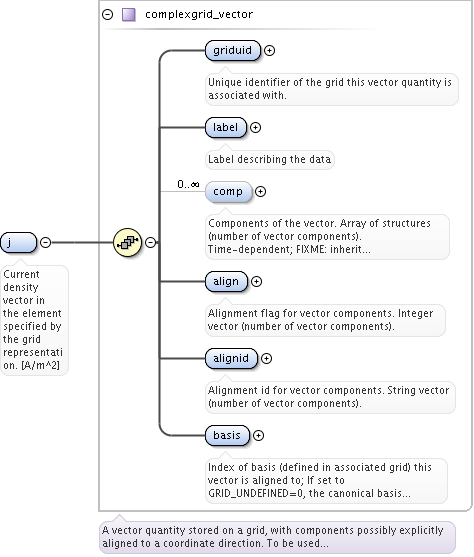 complexgrid_vector
griduid
Unique identifier of the grid this vector quantity is
associated with.
label
Label describing the data
0..∞
comp
Components of the vector. Array of structures
(number of vector components).
Time-dependent; FIXME: inherit...
j
Current
density
vector in
the element
specified by
the grid
representati
on. [A/m^2]
align
Alignment flag for vector components. Integer
vector (number of vector components).
alignid
Alignment id for vector components. String vector
(number of vector components).
basis
Index of basis (defined in associated grid) this
vector is aligned to; If set to
GRID_UNDEFINED=0, the canonical basis...
A vector quantity stored on a grid, with components possibly explicitly
aligned to a coordinate direction. To be used...